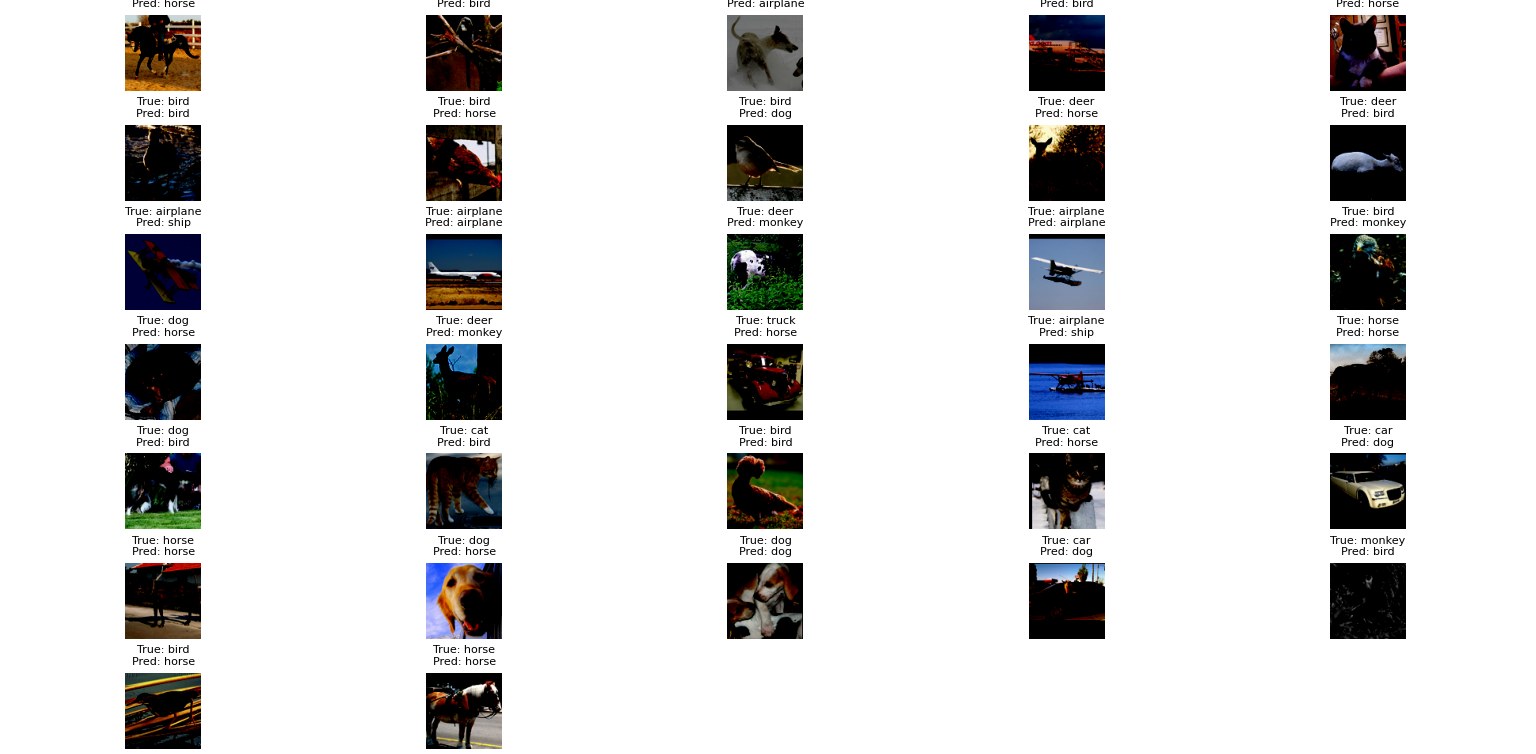 Pred: horse
Pred: bird
Pred: airplane
Pred: bird
Pred: horse
True: bird
Pred: bird
True: bird
Pred: horse
True: bird
Pred: dog
True: deer
Pred: horse
True: deer
Pred: bird
True: airplane
Pred: ship
True: airplane
Pred: airplane
True: deer
Pred: monkey
True: airplane
Pred: airplane
True: bird
Pred: monkey
True: dog
Pred: horse
True: deer
Pred: monkey
True: truck
Pred: horse
True: airplane
Pred: ship
True: horse
Pred: horse
True: dog
Pred: bird
True: cat
Pred: bird
True: bird
Pred: bird
True: cat
Pred: horse
True: car
Pred: dog
True: horse
Pred: horse
True: dog
Pred: horse
True: dog
Pred: dog
True: car
Pred: dog
True: monkey
Pred: bird
True: bird
Pred: horse
True: horse
Pred: horse